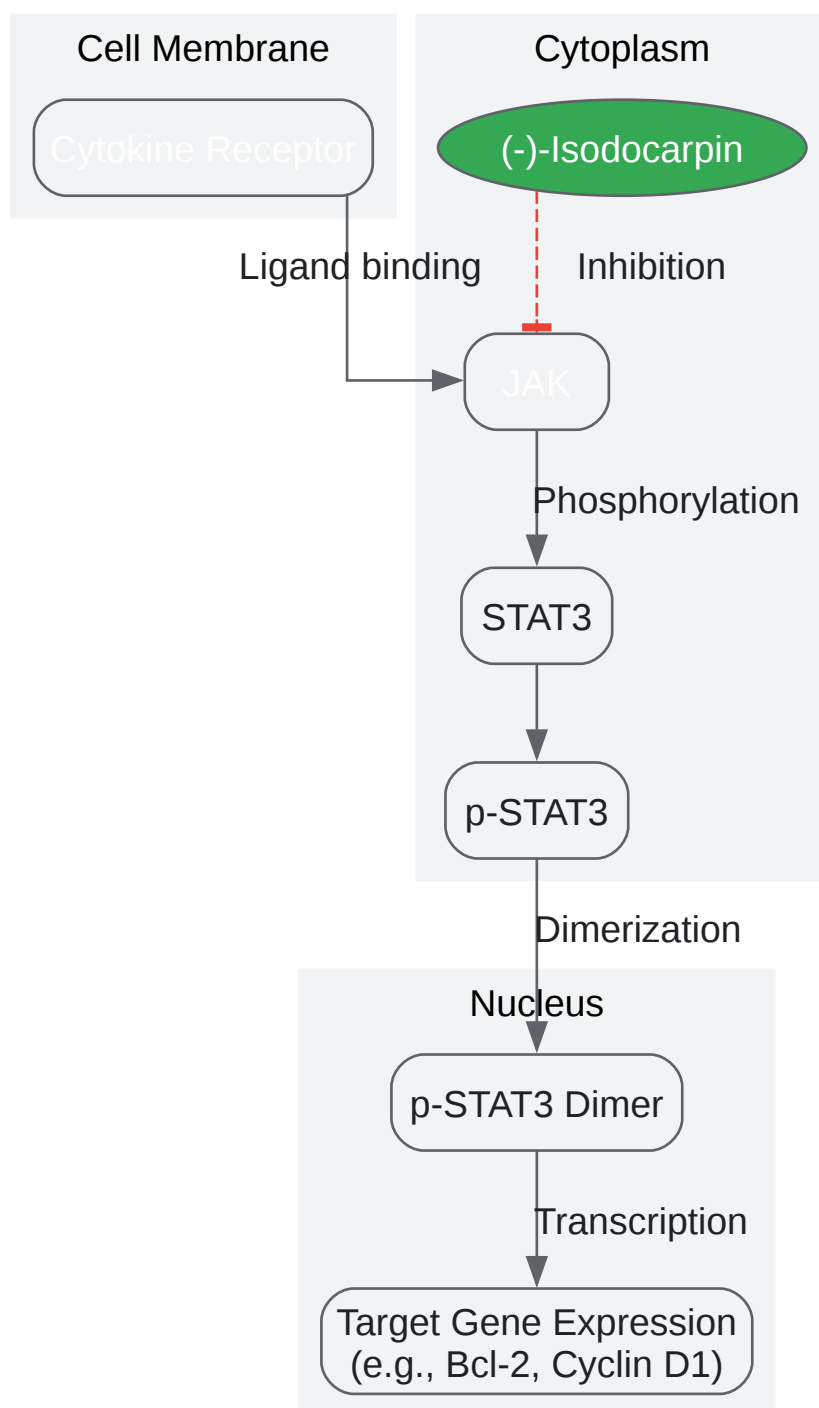 Cell Membrane
Cytoplasm
Cytokine Receptor
(-)-Isodocarpin
Ligand binding
Inhibition
JAK
Phosphorylation
STAT3
p-STAT3
Dimerization
Nucleus
p-STAT3 Dimer
Transcription
Target Gene Expression
(e.g., Bcl-2, Cyclin D1)